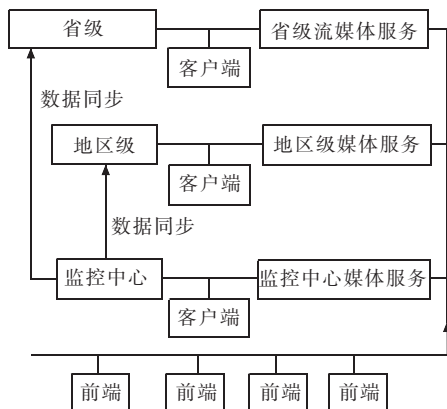 省级
省级流媒体服务
客户端
数据同步
地区级
地区级媒体服务
客户端
数据同步
监控中心
监控中心媒体服务
客户端
前端
前端
前端
前端